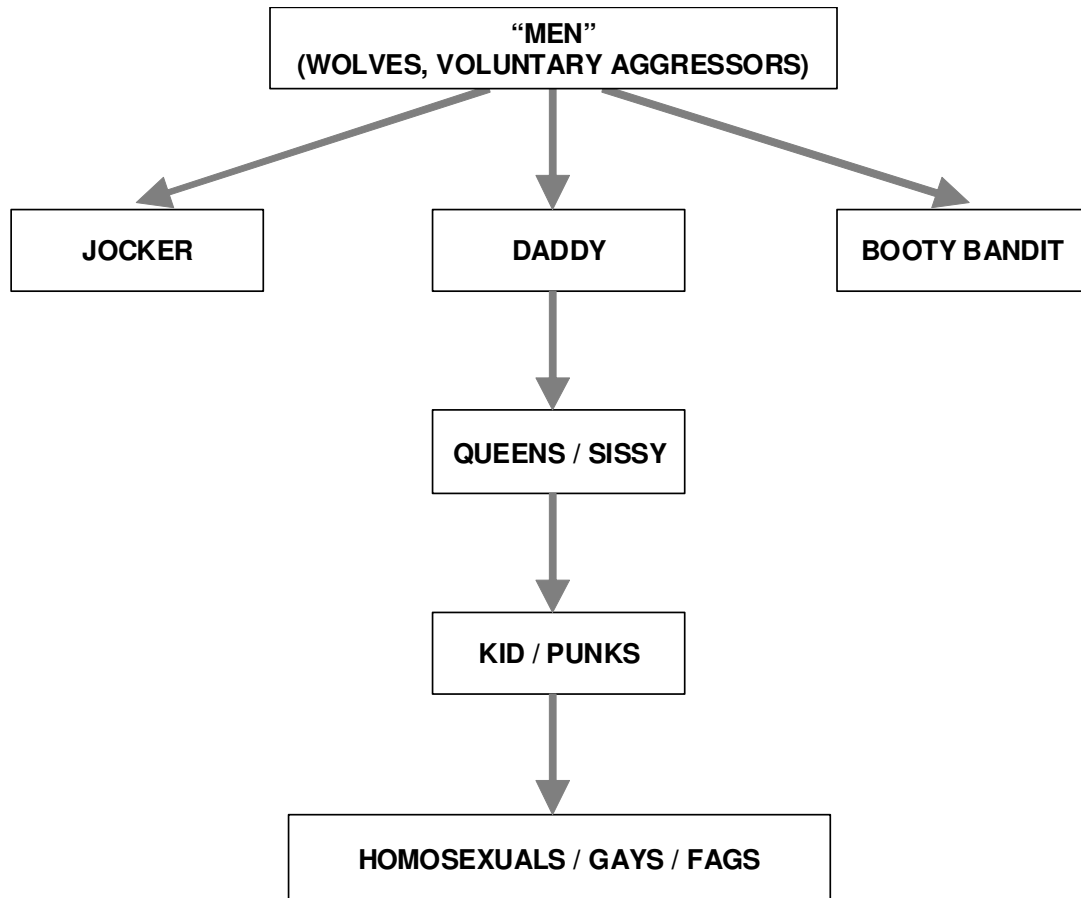 “MEN”
(WOLVES, VOLUNTARY AGGRESSORS)
JOCKER
DADDY
BOOTY BANDIT
QUEENS / SISSY
KID / PUNKS
HOMOSEXUALS / GAYS / FAGS